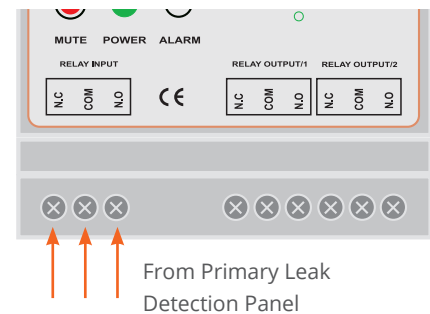 MUTE POWER ALARM
RELAY INPUT RELAY OUTPUT/1 RELAY OUTPUT/2
N.C COM N.O CE N.C COM N.O N.C COM N.O
From Primary Leak
Detection Panel